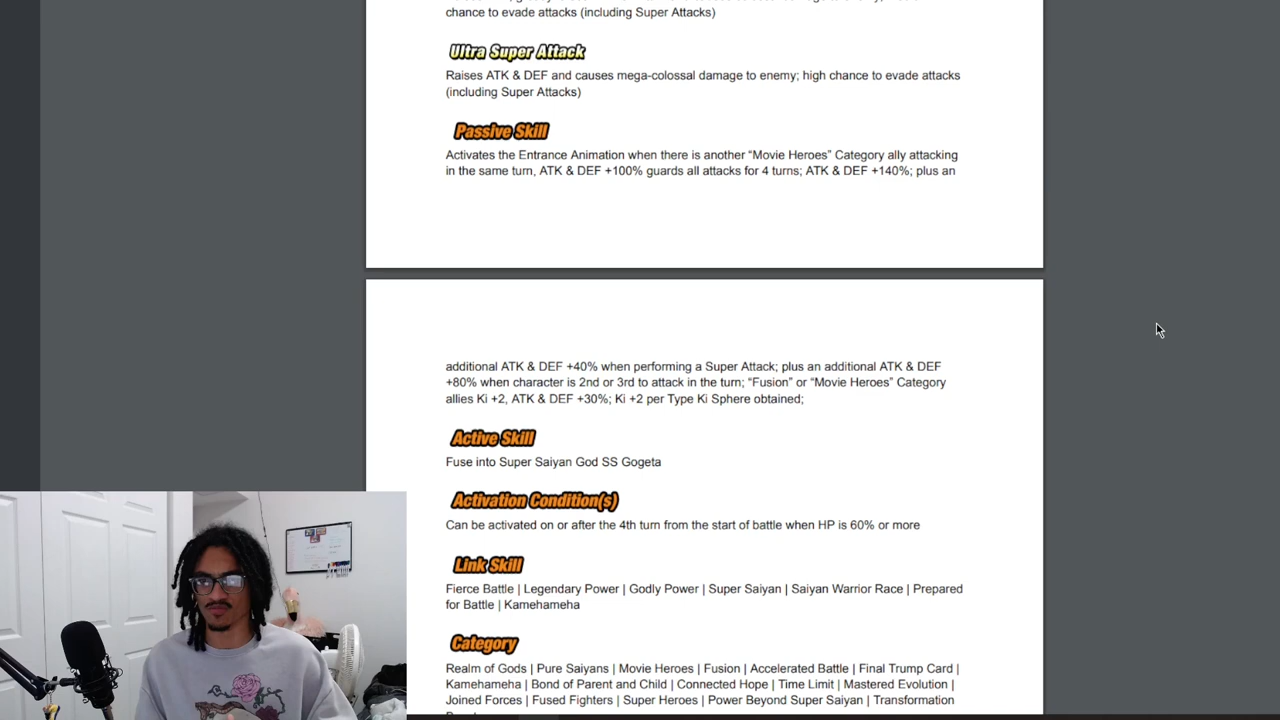 chance to evade attacks (including Super Attacks)
Ultra Super Attack
Raises ATK & DEF and causes mega-colossal damage to enemy; high chance to evade attacks
(including Super Attacks)
Passive Skill
Activates the Entrance Animation when there is another “Movie Heroes” Category ally attacking
in the same turn, ATK & DEF +100% guards all attacks for 4 turns; ATK & DEF +140%; plus an
additional ATK & DEF +40% when performing a Super Attack; plus an additional ATK & DEF
+80% when character is 2nd or 3rd to attack in the turn; “Fusion” or “Movie Heroes” Category
allies Ki +2, ATK & DEF +30%; Ki +2 per Type Ki Sphere obtained;
Active Skill
Fuse into Super Saiyan God SS Gogeta
Activation Condition(s)
Can be activated on or after the 4th turn from the start of battle when HP is 60% or more
Link Skill
Fierce Battle | Legendary Power | Godly Power | Super Saiyan | Saiyan Warrior Race | Prepared
for Battle | Kamehameha
Category
Realm of Gods | Pure Saiyans | Movie Heroes | Fusion | Accelerated Battle | Final Trump Card |
Kamehameha | Bond of Parent and Child | Connected Hope | Time Limit | Mastered Evolution |
Joined Forces | Fused Fighters | Super Heroes | Power Beyond Super Saiyan | Transformation